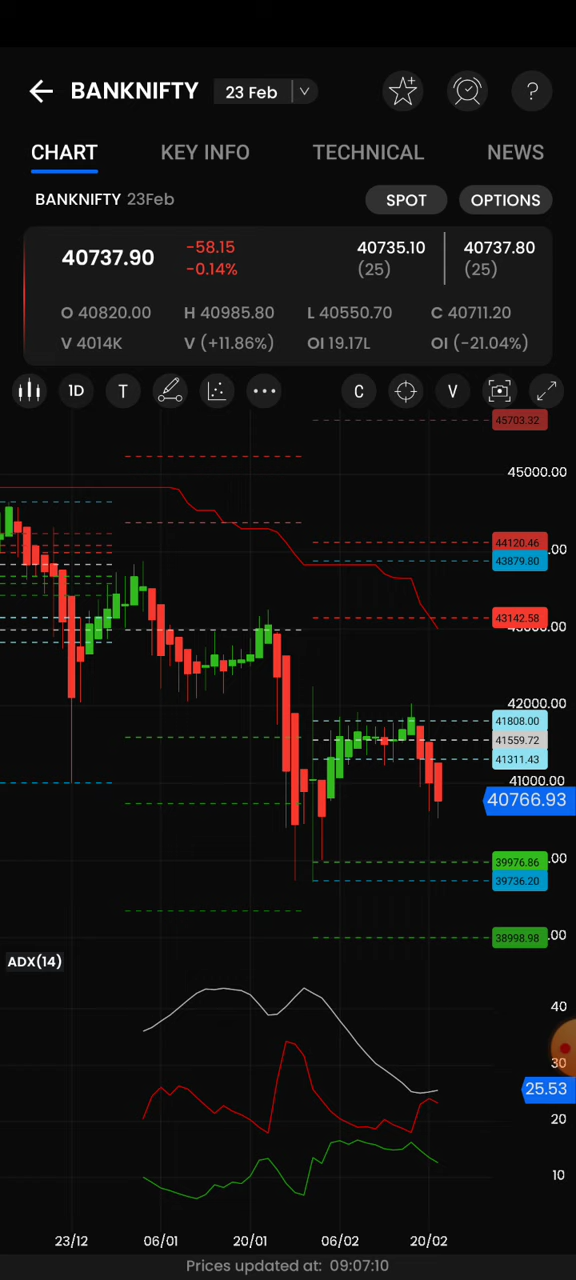 BANKNIFTY 23 Feb
CHART KEY INFO TECHNICAL NEWS
BANKNIFTY 23Feb SPOT OPTIONS
40737.90 -58.15 -0.14% 40735.10 (25) 40737.80 (25)
O 40820.00 H 40985.80 L 40550.70 C 40711.20
V 4014K V (+11.86%) OI 19.17L OI (-21.04%)
1D T C V
45703.32
45000.00
44120.46
43879.80
43142.58
42000.00
41808.00
41559.72
41311.43
41000.00
40766.93
39976.86
39736.20
38998.98
ADX(14)
40
30
25.53
20
10
23/12 06/01 20/01 06/02 20/02
Prices updated at: 09:07:10